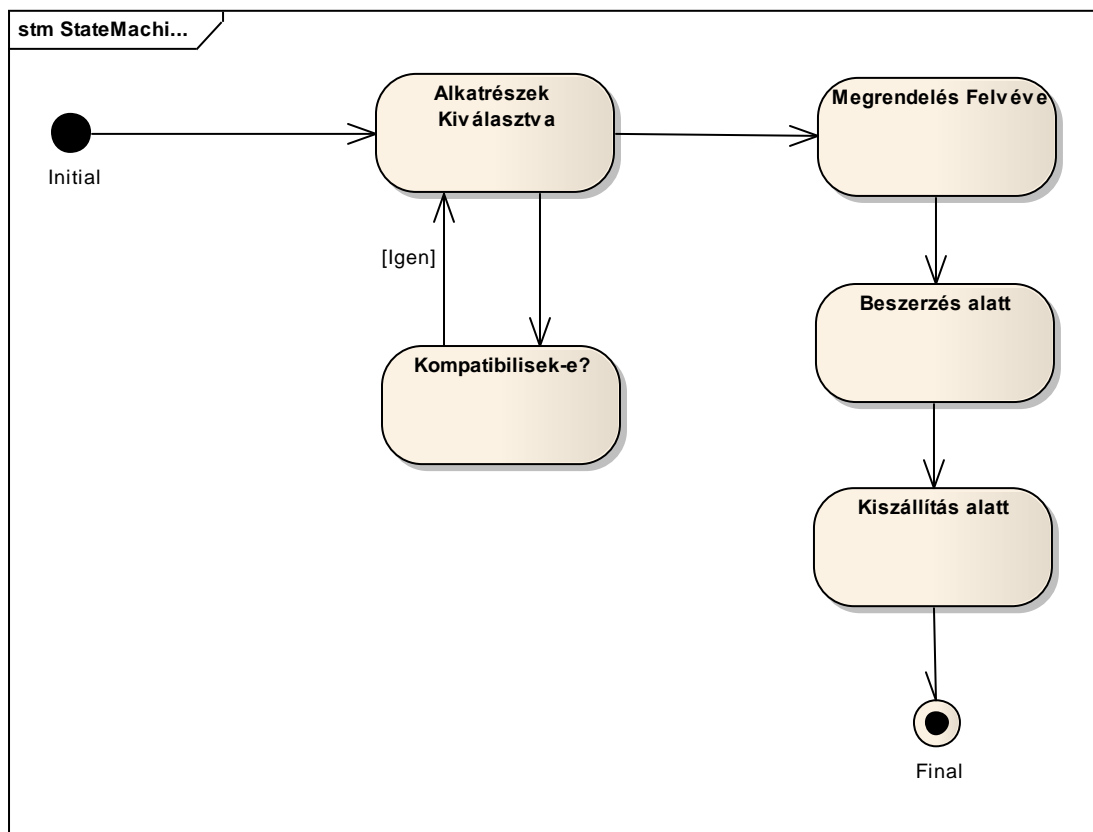 stm StateMachi...
Initial
Alkatrészek
Kiválasztva
Megrendelés Felvéve
[Igen]
Beszerzés alatt
Kompatibilisek-e?
Kiszállítás alatt
Final